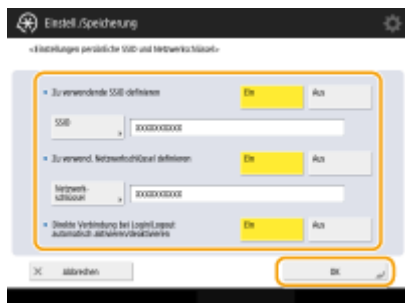 Einstell./Speicherung
<Einstellungen persönliche SSID und Netzwerkschlüssel>
Zu verwendende SSID definieren
Ein
Aus
SSID
XXXXXXXXXX
Zu verwend. Netzwerkschlüssel definieren
Ein
Aus
Netzwerk-
schlüssel
XXXXXXXXXX
Direkte Verbindung bei Login/Logout
Ein
Aus
automatisch aktivieren/deaktivieren
Abbrechen
OK